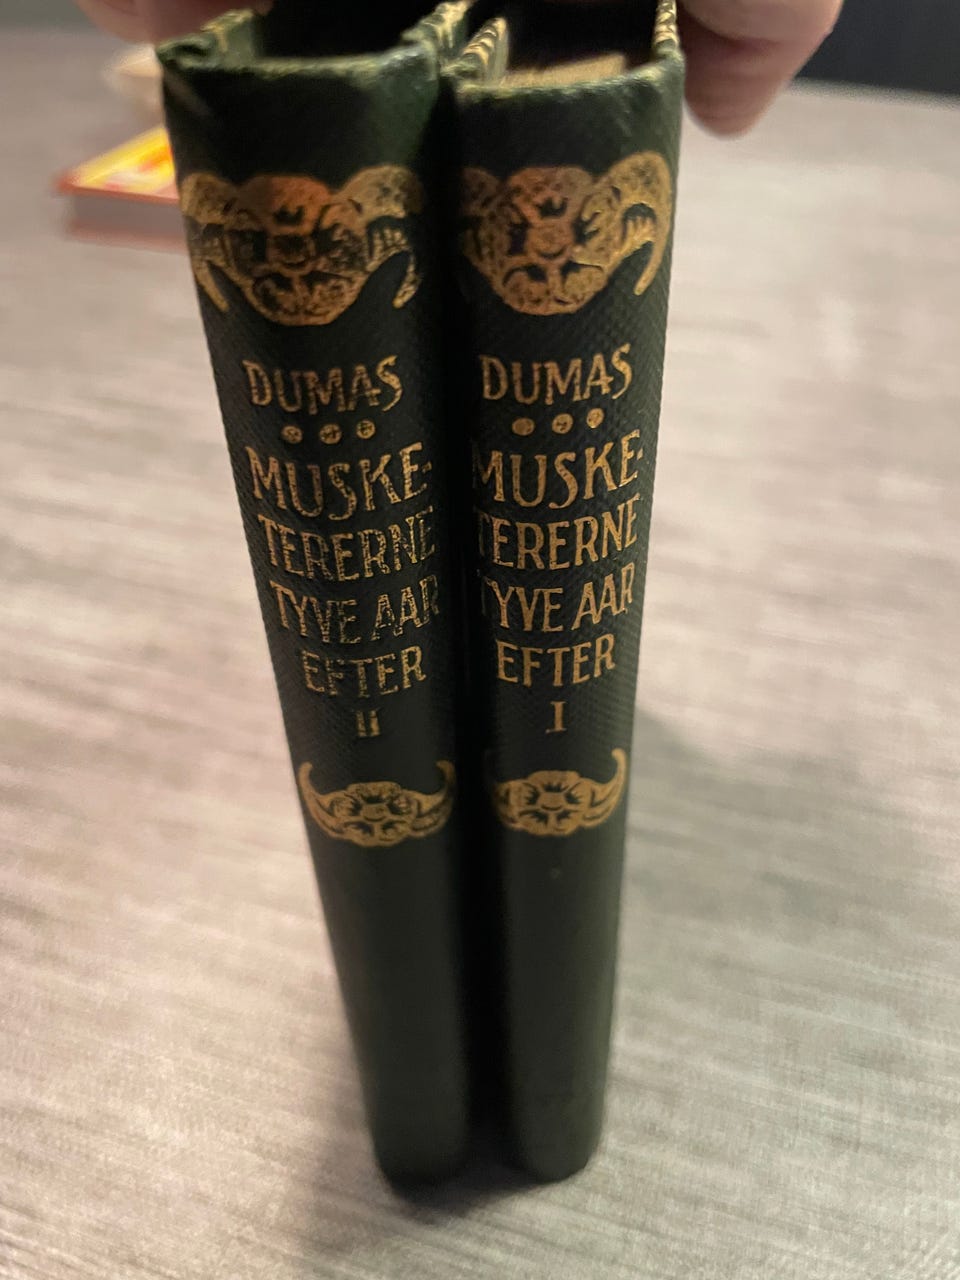 DUMAS
MUSKE-
TERERNE
TYVE AAR
EFTER
II
DUMAS
MUSKE-
TERERNE
TYVE AAR
EFTER
I